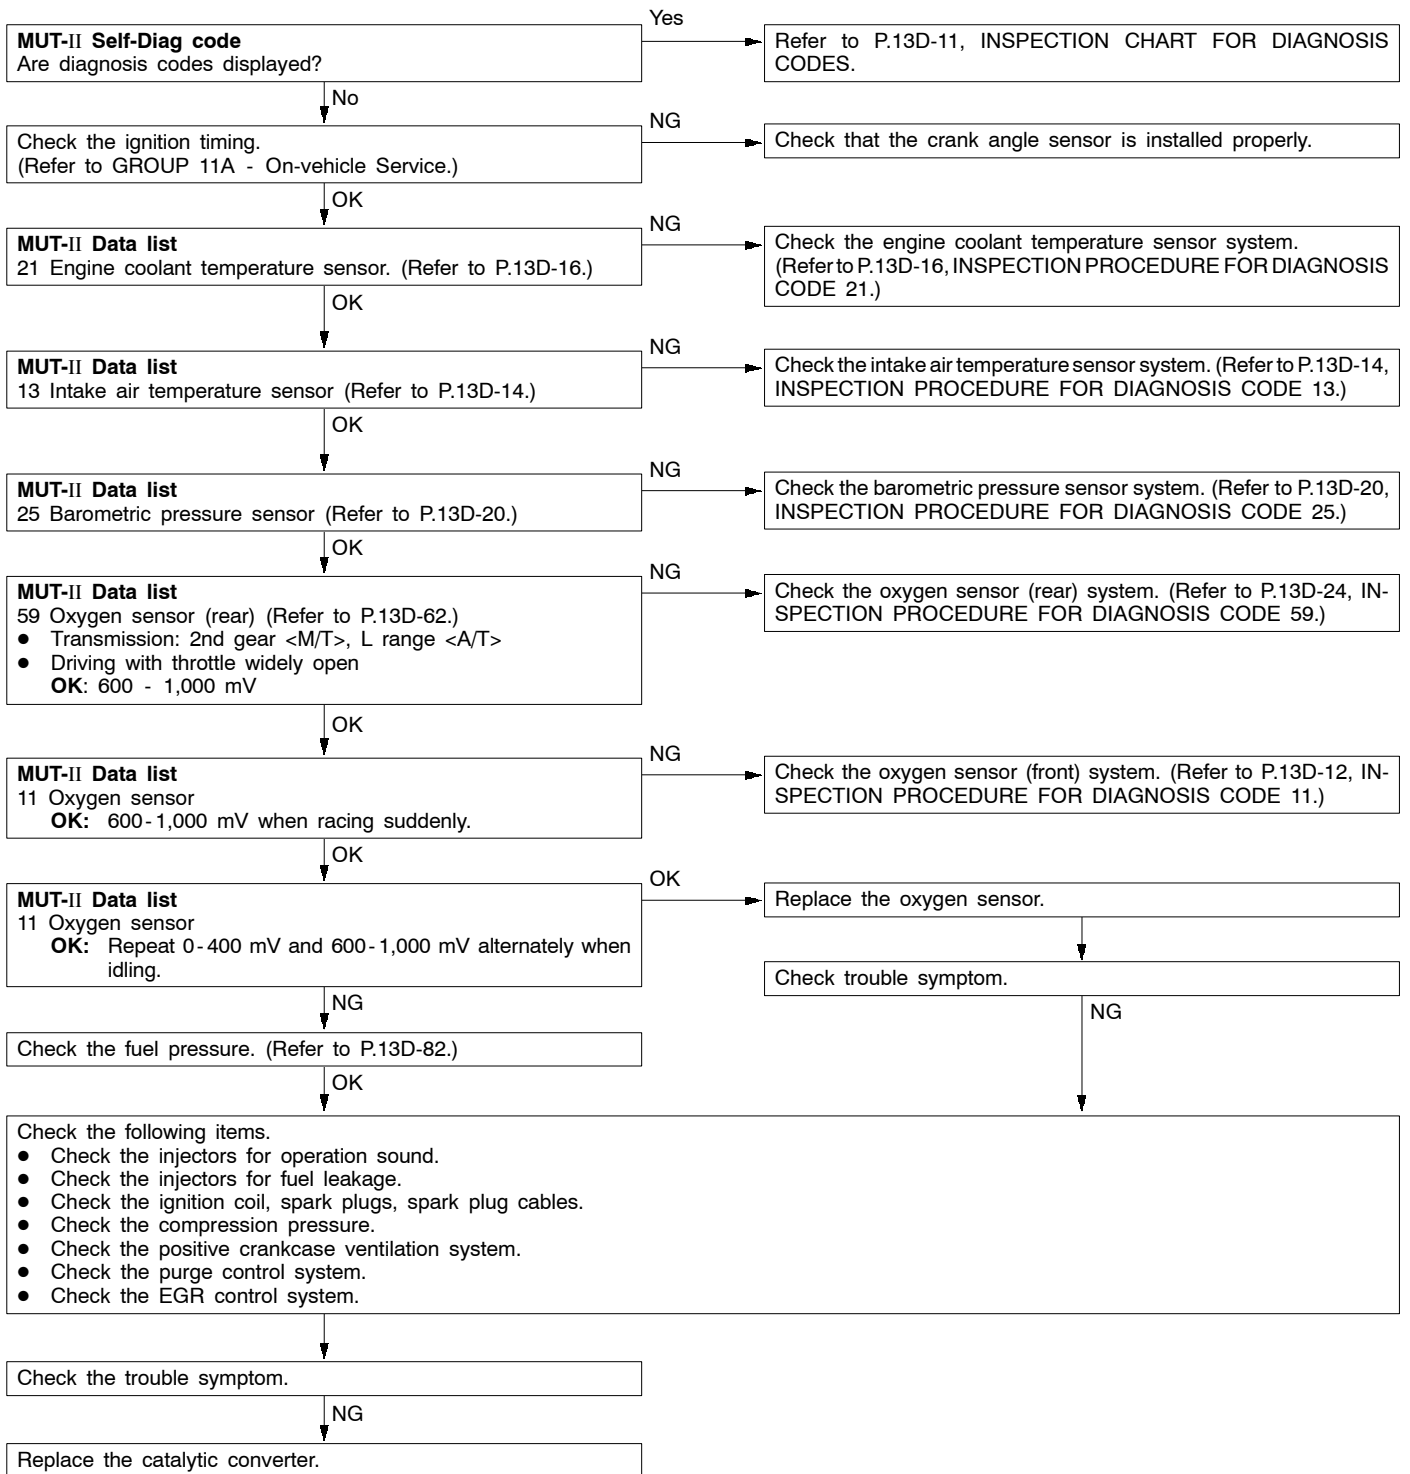 MUT-II Self-Diag code
Are diagnosis codes displayed?
Yes
Refer to P.13D-11, INSPECTION CHART FOR DIAGNOSIS
CODES.
No
Check the ignition timing.
(Refer to GROUP 11A - On-vehicle Service.)
NG
Check that the crank angle sensor is installed properly.
OK
MUT-II Data list
21 Engine coolant temperature sensor. (Refer to P.13D-16.)
NG
Check the engine coolant temperature sensor system.
(Refer to P.13D-16, INSPECTION PROCEDURE FOR DIAGNOSIS
CODE 21.)
OK
MUT-II Data list
13 Intake air temperature sensor (Refer to P.13D-14.)
NG
Check the intake air temperature sensor system. (Refer to P.13D-14,
INSPECTION PROCEDURE FOR DIAGNOSIS CODE 13.)
OK
MUT-II Data list
25 Barometric pressure sensor (Refer to P.13D-20.)
NG
Check the barometric pressure sensor system. (Refer to P.13D-20,
INSPECTION PROCEDURE FOR DIAGNOSIS CODE 25.)
OK
MUT-II Data list
59 Oxygen sensor (rear) (Refer to P.13D-62.)
● Transmission: 2nd gear <M/T>, L range <A/T>
● Driving with throttle widely open
OK: 600 - 1,000 mV
NG
Check the oxygen sensor (rear) system. (Refer to P.13D-24, IN-
SPECTION PROCEDURE FOR DIAGNOSIS CODE 59.)
OK
MUT-II Data list
11 Oxygen sensor
OK: 600-1,000 mV when racing suddenly.
NG
Check the oxygen sensor (front) system. (Refer to P.13D-12, IN-
SPECTION PROCEDURE FOR DIAGNOSIS CODE 11.)
OK
MUT-II Data list
11 Oxygen sensor
OK: Repeat 0-400 mV and 600-1,000 mV alternately when
idling.
OK
Replace the oxygen sensor.
Check trouble symptom.
NG
NG
Check the fuel pressure. (Refer to P.13D-82.)
OK
Check the following items.
● Check the injectors for operation sound.
● Check the injectors for fuel leakage.
● Check the ignition coil, spark plugs, spark plug cables.
● Check the compression pressure.
● Check the positive crankcase ventilation system.
● Check the purge control system.
● Check the EGR control system.
Check the trouble symptom.
NG
Replace the catalytic converter.